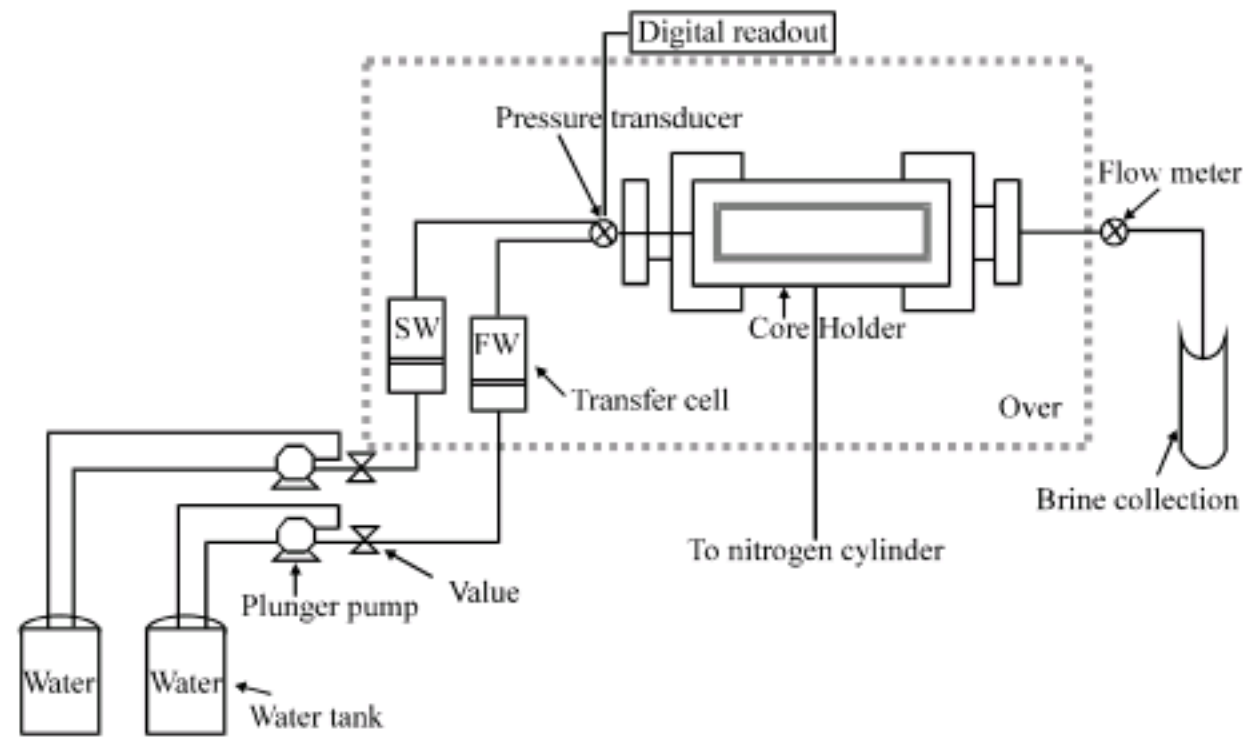 Digital readout
Pressure transducer
Flow meter
SW
FW
Core Holder
Transfer cell
Over
Brine collection
To nitrogen cylinder
Value
Plunger pump
Water
Water
Water tank